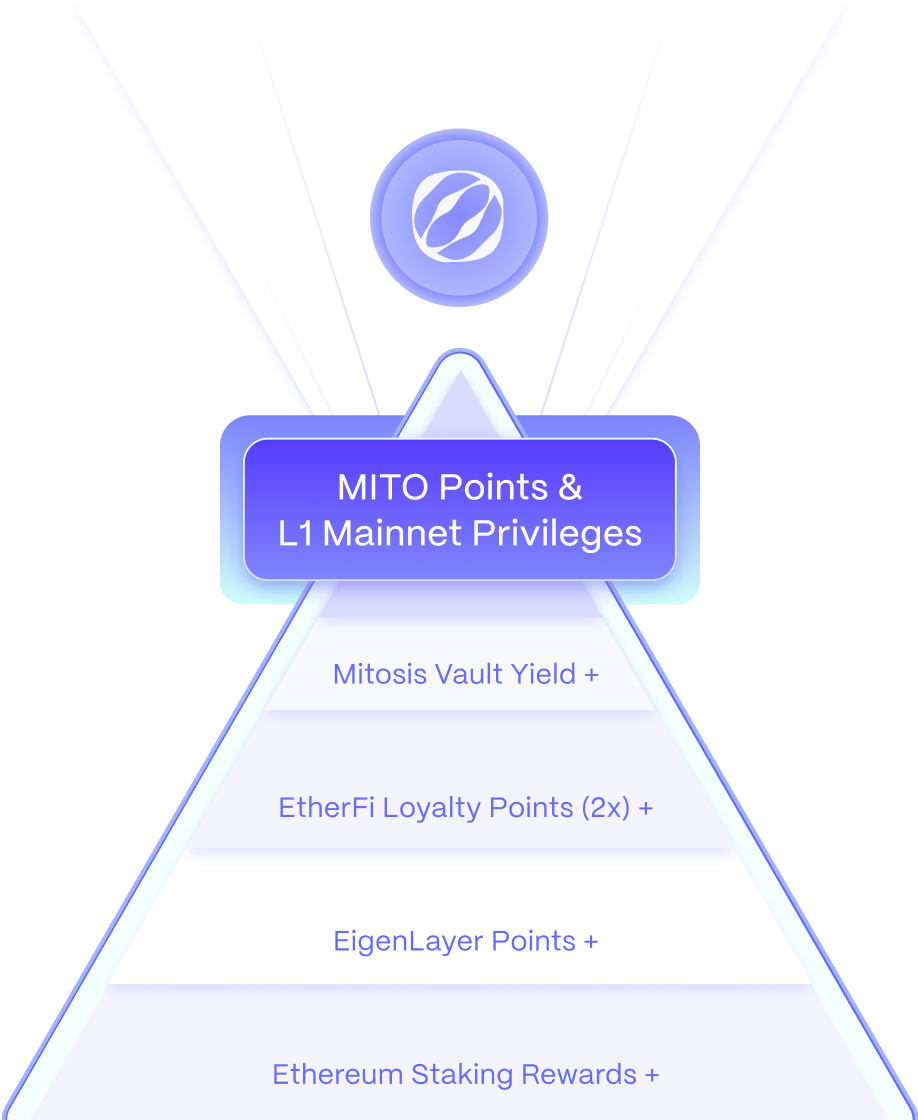 MITO Points &
L1 Mainnet Privileges
Mitosis Vault Yield +
EtherFi Loyalty Points (2x) +
EigenLayer Points +
Ethereum Staking Rewards +